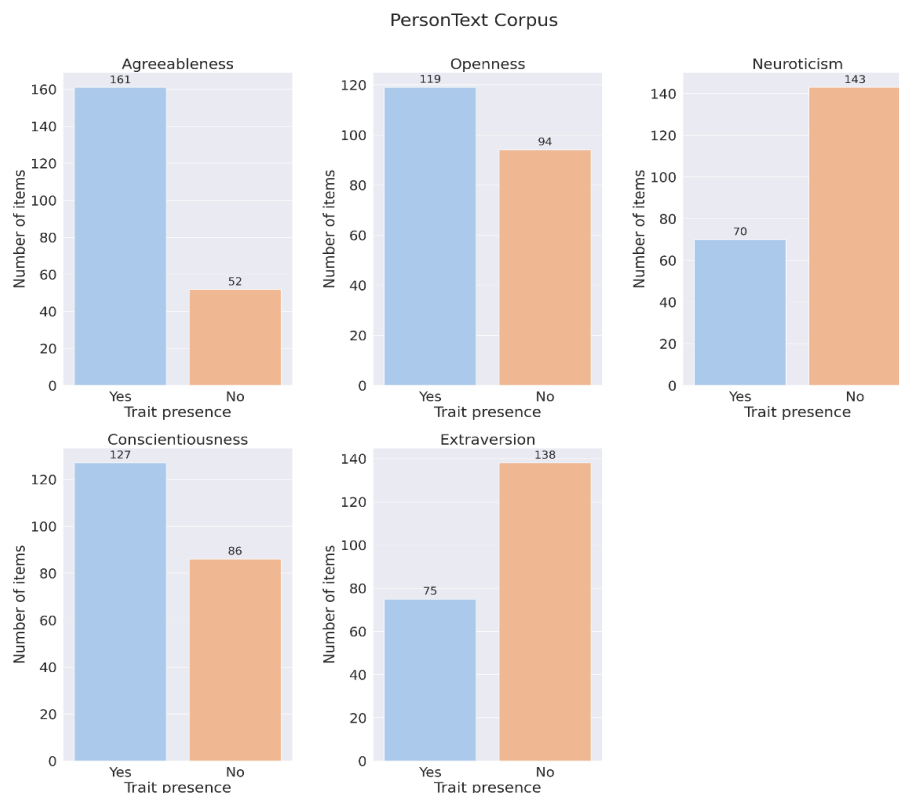 PersonText Corpus
Agreeableness
161
52
160
140
120
100
80
60
40
20
0
Number of items
Yes No
Trait presence
Openness
119
94
120
100
80
60
40
20
0
Number of items
Yes No
Trait presence
Neuroticism
143
70
140
120
100
80
60
40
20
0
Number of items
Yes No
Trait presence
Conscientiousness
127
86
120
100
80
60
40
20
0
Number of items
Yes No
Trait presence
Extraversion
138
75
140
120
100
80
60
40
20
0
Number of items
Yes No
Trait presence